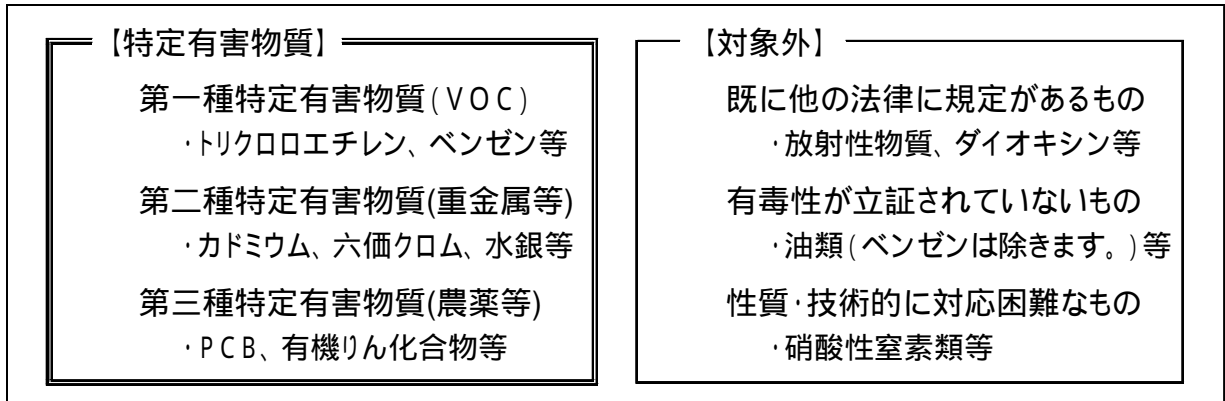 【特定有害物質】
第一種特定有害物質(VOC)
・トリクロロエチレン、ベンゼン等
第二種特定有害物質(重金属等)
・カドミウム、六価クロム、水銀等
第三種特定有害物質(農薬等)
・PCB、有機りん化合物等
【対象外】
既に他の法律に規定があるもの
・放射性物質、ダイオキシン等
有毒性が立証されていないもの
・油類(ベンゼンは除きます。)等
性質・技術的に対応困難なもの
・硝酸性窒素類等